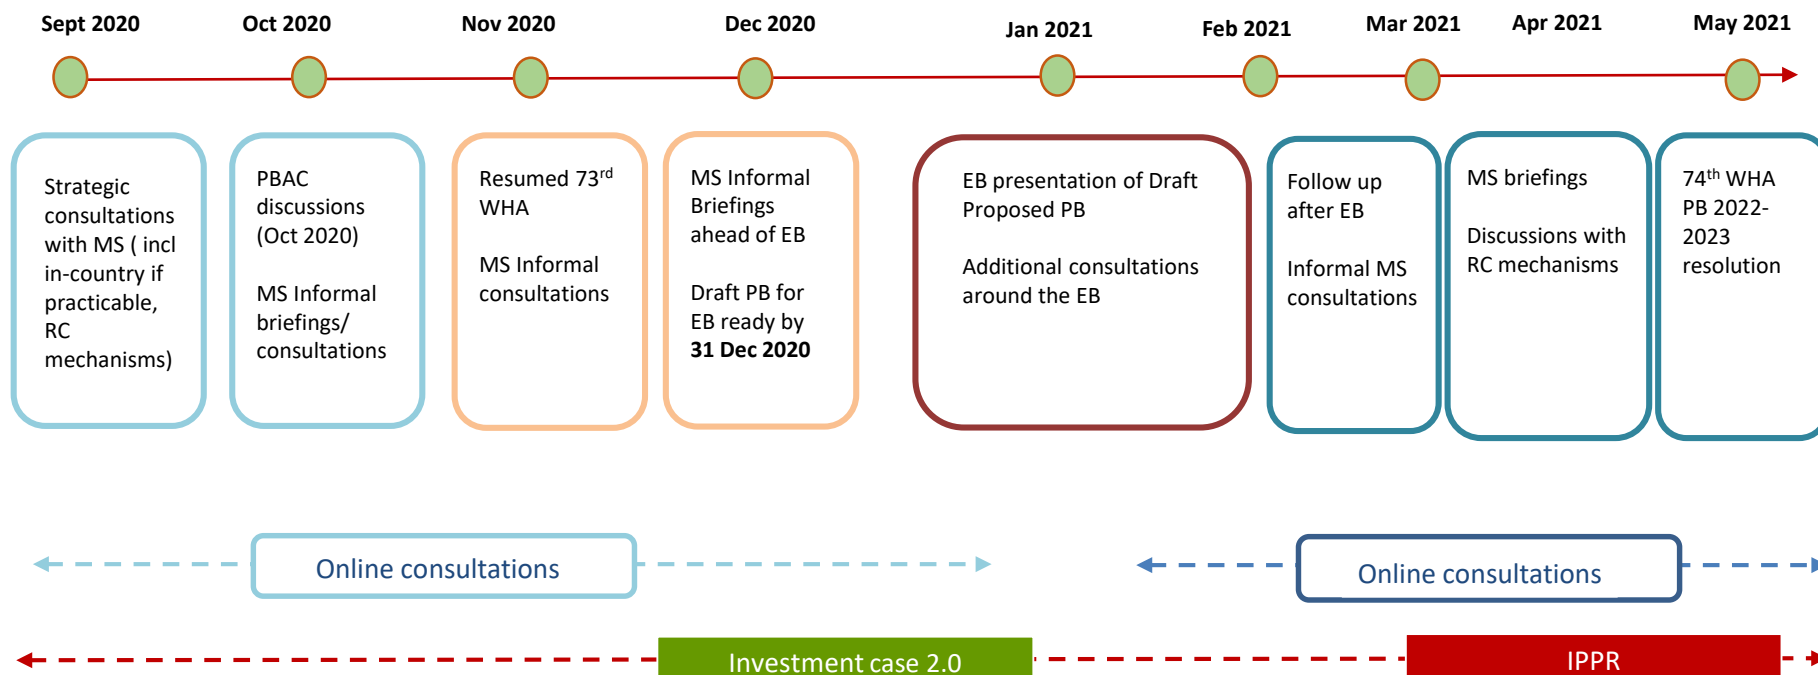 Sept 2020
Oct 2020
Nov 2020
Dec 2020
Jan 2021
Feb 2021
Mar 2021
Apr 2021
May 2021
Strategic
consultations
with MS ( incl
in-country if
practicable,
RC
mechanisms)
PBAC
discussions
(Oct 2020)
MS Informal
briefings/
consultations
Resumed 73rd
WHA
MS Informal
consultations
MS Informal
Briefings
ahead of EB
Draft PB for
EB ready by
31 Dec 2020
EB presentation of Draft
Proposed PB
Additional consultations
around the EB
Follow up
after EB
Informal MS
consultations
MS briefings
Discussions with
RC mechanisms
74th WHA
PB 2022-
2023
resolution
Online consultations
Online consultations
Investment case 2.0
IPPR